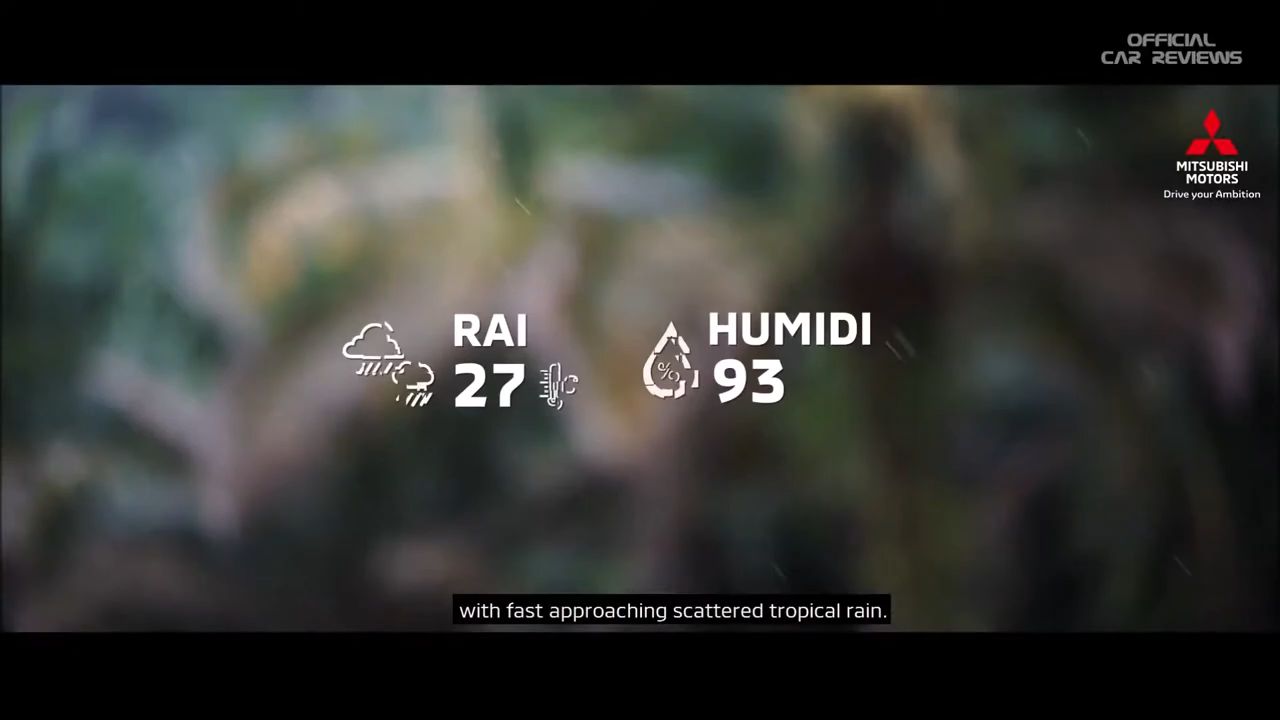 OFFICIAL
CAR REVIEWS
MITSUBISHI
MOTORS
Drive your Ambition
RAI
27
HUMIDI
%
93
with fast approaching scattered tropical rain.